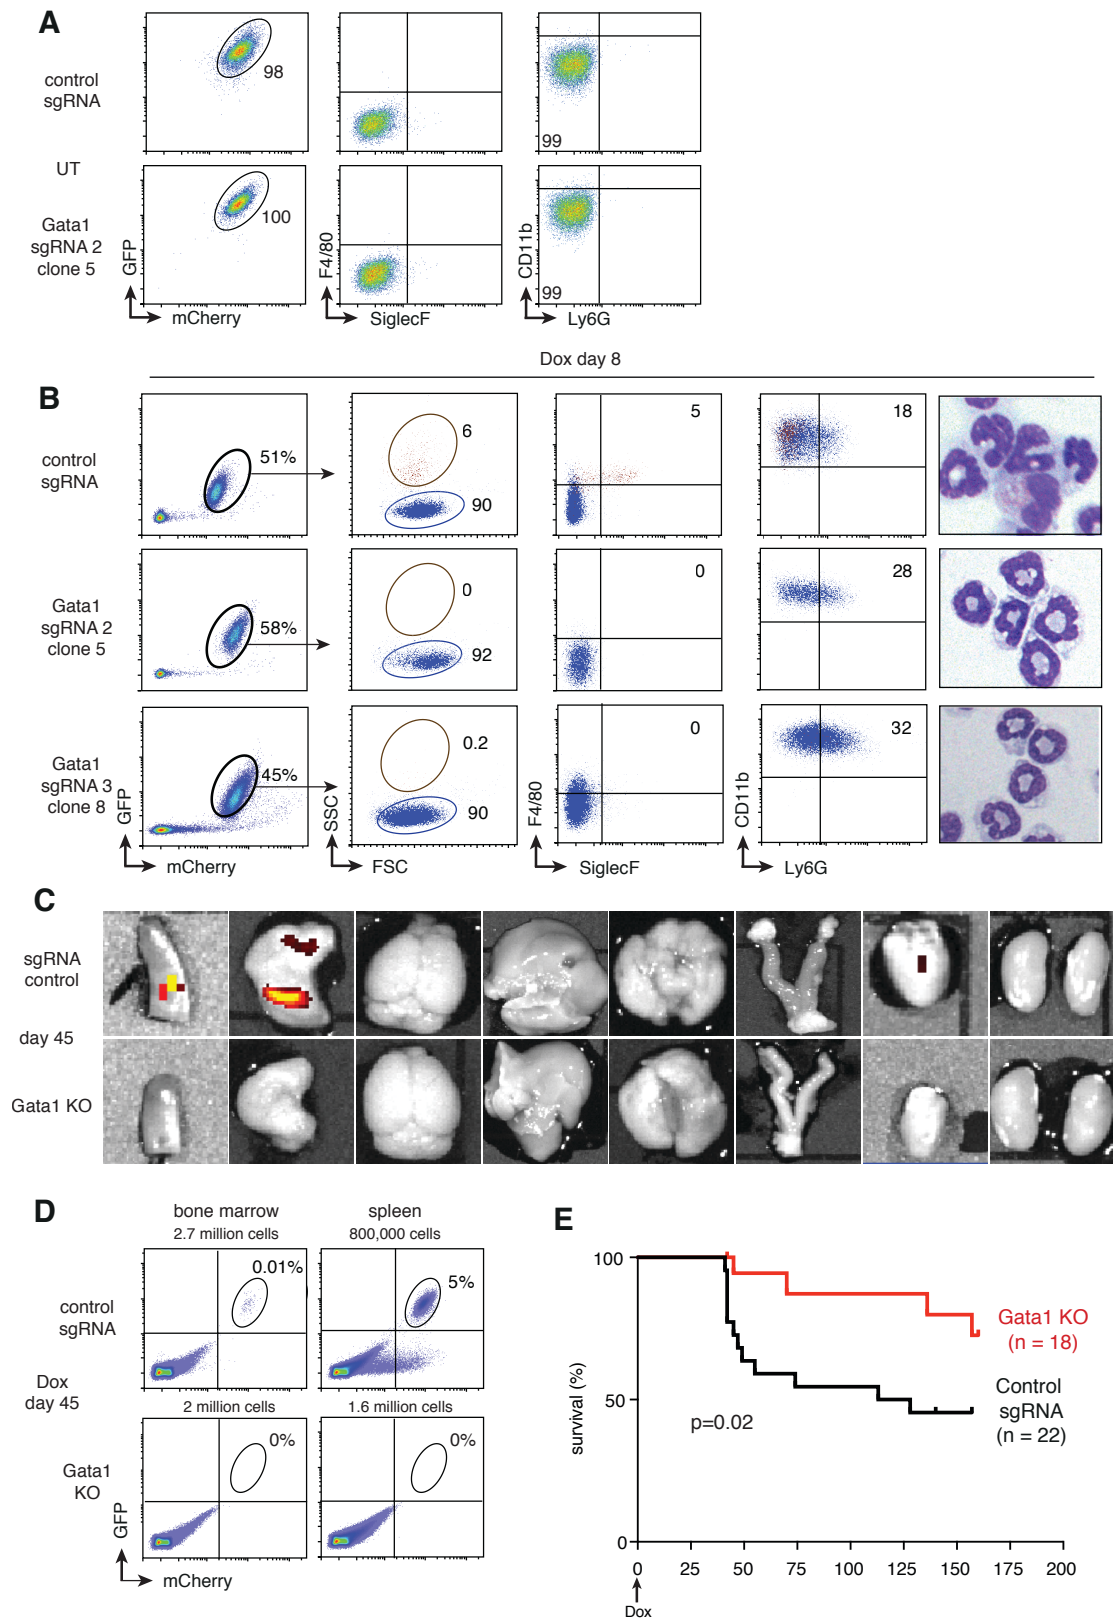 A
control
sgRNA
98
99
UT
Gata1
sgRNA 2
clone 5
100
99
GFP
mCherry
F4/80
SiglecF
CD11b
Ly6G
Dox day 8
B
control
sgRNA
51%
6
90
5
18
Gata1
sgRNA 2
clone 5
58%
0
92
0
28
Gata1
sgRNA 3
clone 8
45%
0.2
90
0
32
GFP
mCherry
SSC
FSC
F4/80
SiglecF
CD11b
Ly6G
C
sgRNA
control
day 45
Gata1 KO
D
bone marrow
2.7 million cells
spleen
800,000 cells
control
sgRNA
0.01%
5%
Dox
day 45
2 million cells
1.6 million cells
Gata1
KO
0%
0%
GFP
mCherry
E
survival (%)
100
50
0
Gata1 KO
(n = 18)
Control
sgRNA
(n = 22)
p=0.02
0
25
50
75
100
125
150
175
200
Dox